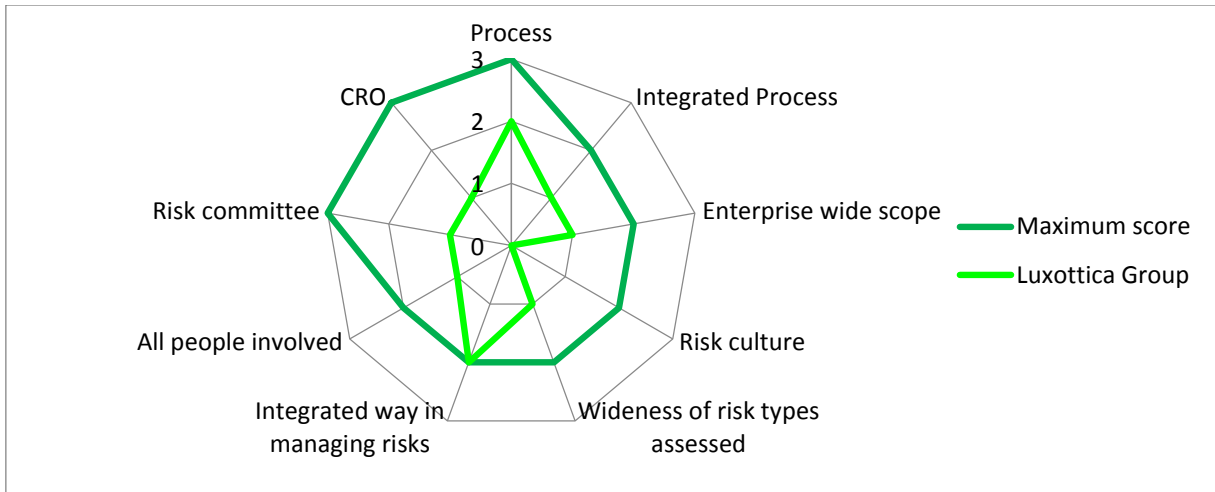 Process
3
2
1
0
CRO
Integrated Process
Risk committee
Enterprise wide scope
All people involved
Risk culture
Integrated way in
managing risks
Wideness of risk types
assessed
Maximum score
Luxottica Group